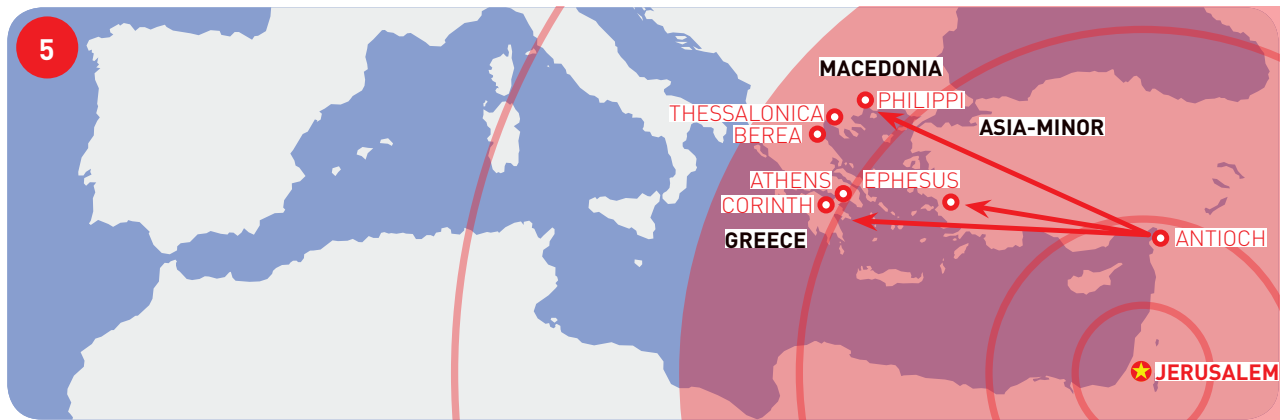 5
MACEDONIA
PHILIPPI
THESSALONICA
BEREA
ASIA-MINOR
ATHENS
EPHESUS
CORINTH
GREECE
ANTIOCH
JERUSALEM